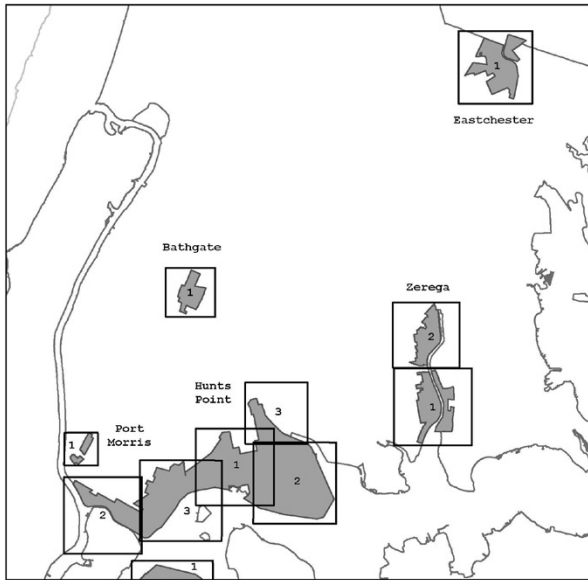 1
Eastchester
Bathgate
1
Zerega
2
1
Hunts
Point
3
1
2
Port
Morris
1
2
3
1